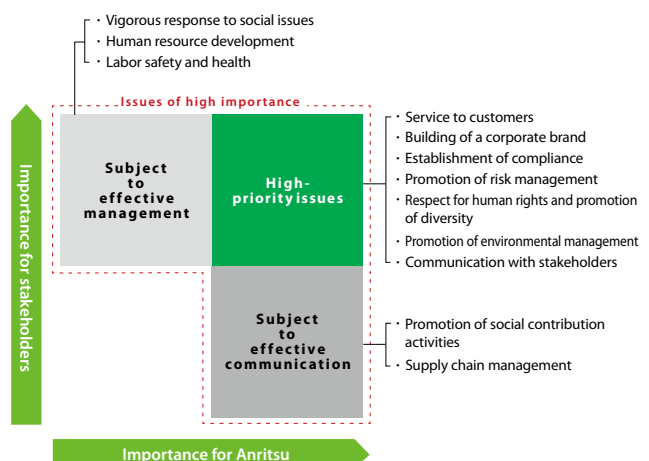 ・ Vigorous response to social issues
・ Human resource development
・ Labor safety and health
Issues of high importance
Importance for stakeholders
Subject
to
effective
management
High-
priority issues
・ Service to customers
・ Building of a corporate brand
・ Establishment of compliance
・ Promotion of risk management
・ Respect for human rights and promotion
of diversity
・ Promotion of environmental management
・ Communication with stakeholders
Subject
to
effective
communication
・ Promotion of social contribution
activities
・ Supply chain management
Importance for Anritsu